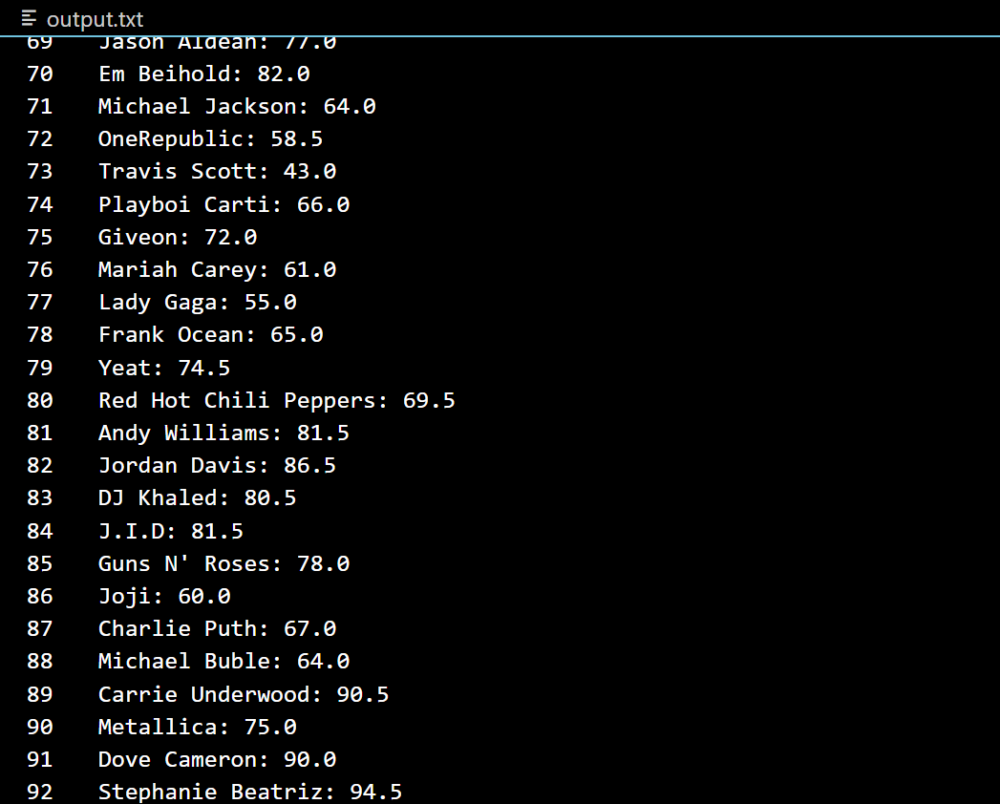 output.txt
69 Jason Aldean: 77.0
70 Em Beihold: 82.0
71 Michael Jackson: 64.0
72 OneRepublic: 58.5
73 Travis Scott: 43.0
74 Playboi Carti: 66.0
75 Giveon: 72.0
76 Mariah Carey: 61.0
77 Lady Gaga: 55.0
78 Frank Ocean: 65.0
79 Yeat: 74.5
80 Red Hot Chili Peppers: 69.5
81 Andy Williams: 81.5
82 Jordan Davis: 86.5
83 DJ Khaled: 80.5
84 J.I.D: 81.5
85 Guns N' Roses: 78.0
86 Joji: 60.0
87 Charlie Puth: 67.0
88 Michael Buble: 64.0
89 Carrie Underwood: 90.5
90 Metallica: 75.0
91 Dove Cameron: 90.0
92 Stephanie Beatriz: 94.5